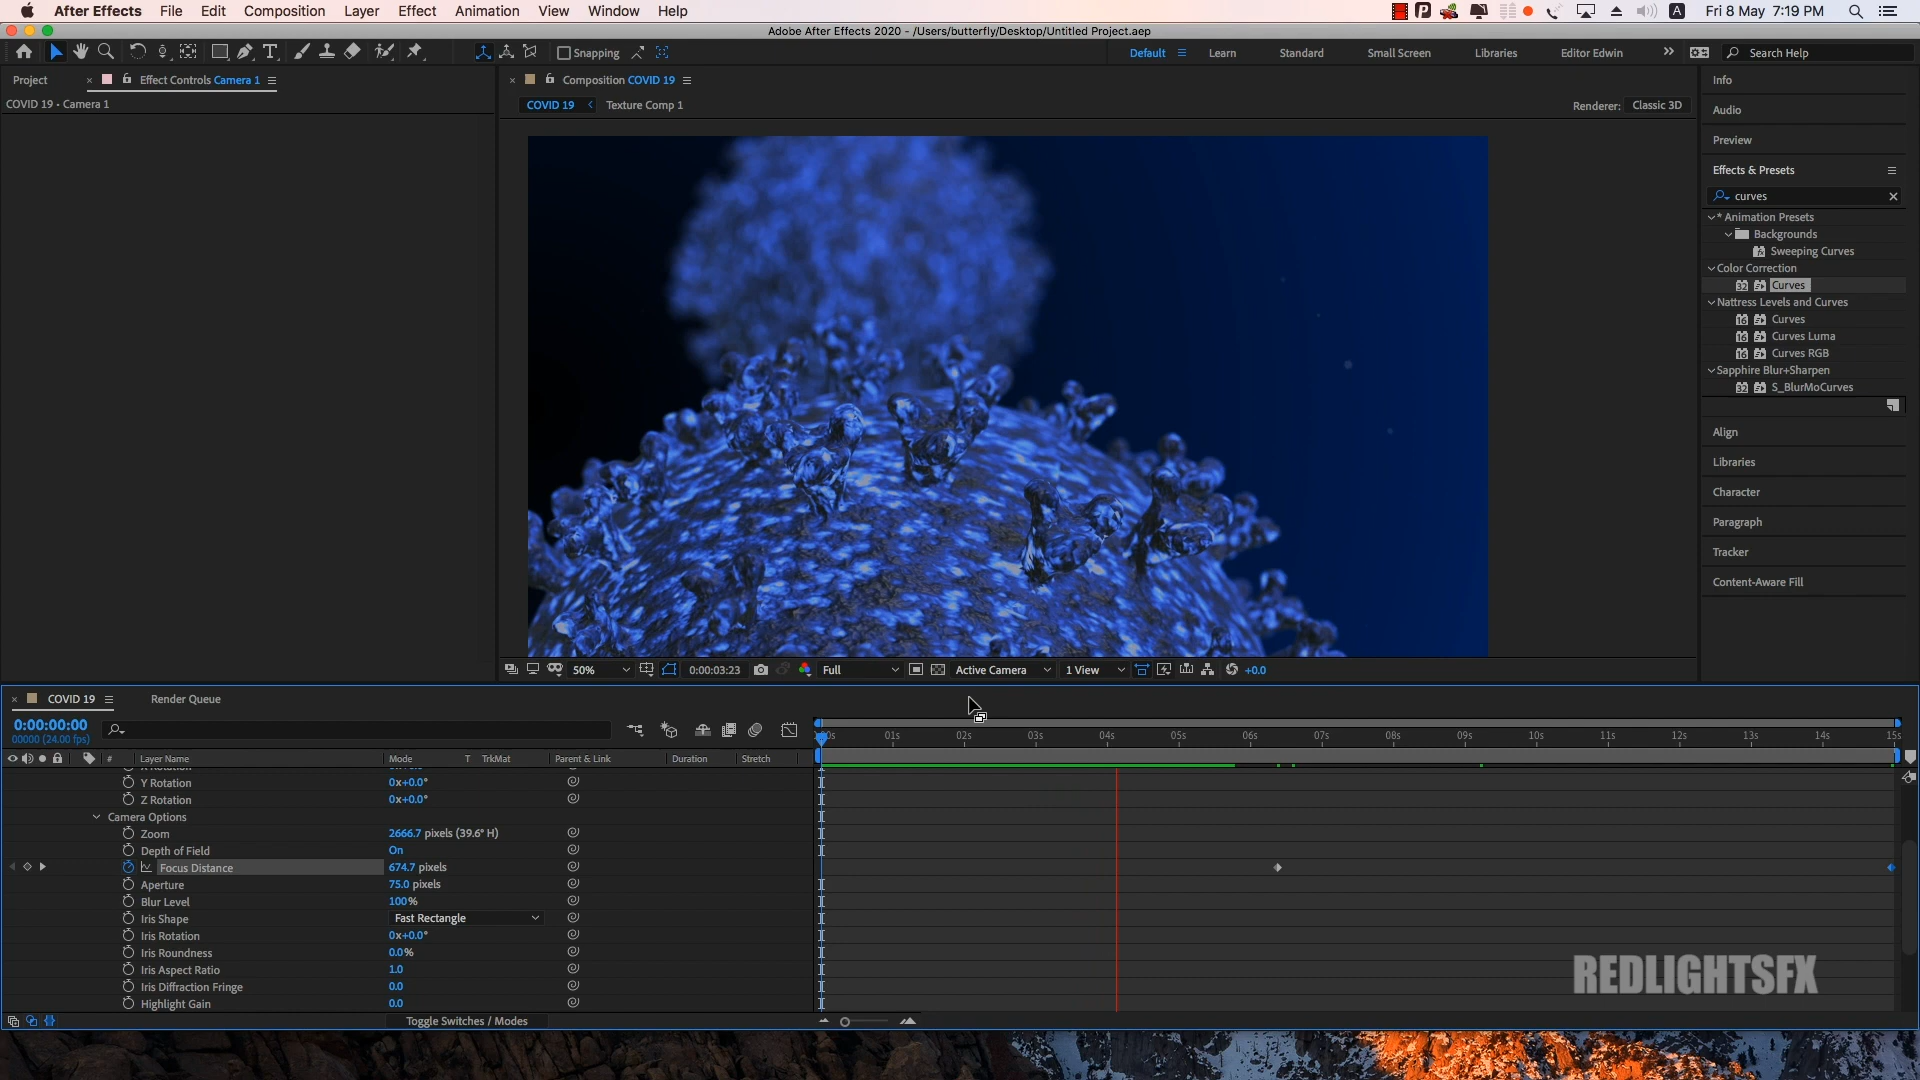 After Effects File Edit Composition Layer Effect Animation View Window Help
A Fri 8 May 7:19 PM
Adobe After Effects 2020 - /Users/butterfly/Desktop/Untitled Project.aep
Snapping Default Learn Standard Small Screen Libraries Editor Edwin Search Help
Project Effect Controls Camera 1 Composition COVID 19
COVID 19 • Camera 1 COVID 19 Texture Comp 1 Renderer: Classic 3D
Info
Audio
Preview
Effects & Presets
curves
* Animation Presets
Backgrounds
Sweeping Curves
Color Correction
32 Curves
Nattress Levels and Curves
16 Curves
16 Curves Luma
16 Curves RGB
Sapphire Blur+Sharpen
32 S_BlurMoCurves
Align
Libraries
Character
Paragraph
Tracker
Content-Aware Fill
50% 0:00:03:23 Full Active Camera 1 View +0.0
COVID 19 Render Queue
0:00:00:00
00000 (24.00 fps)
01s 02s 03s 04s 05s 06s 07s 08s 09s 10s 11s 12s 13s 14s 15s
# Layer Name Mode T TrkMat Parent & Link Duration Stretch
Y Rotation 0x+0.0°
Z Rotation 0x+0.0°
Camera Options
Zoom 2666.7 pixels (39.6° H)
Depth of Field On
Focus Distance 674.7 pixels
Aperture 75.0 pixels
Blur Level 100%
Iris Shape Fast Rectangle
Iris Rotation 0x+0.0°
Iris Roundness 0.0%
Iris Aspect Ratio 1.0
Iris Diffraction Fringe 0.0
Highlight Gain 0.0
Toggle Switches / Modes
REDLIGHTSFX